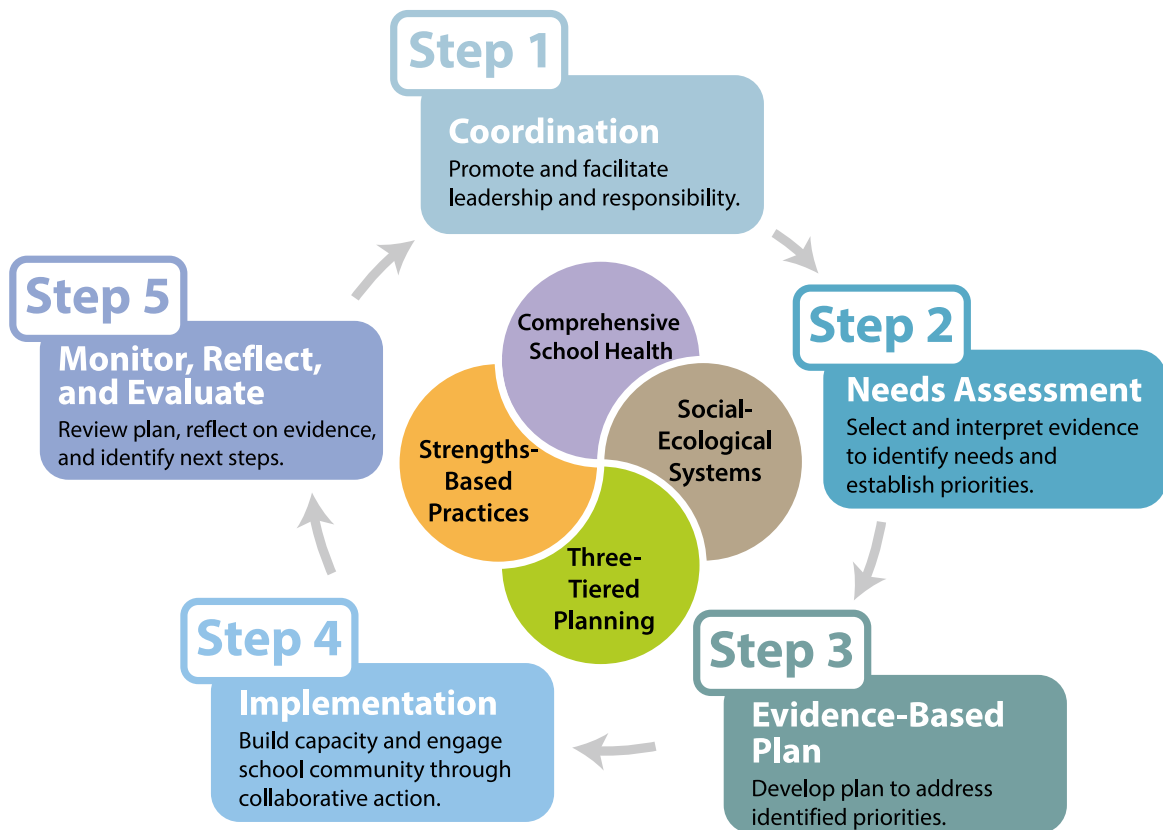 Step 1
Coordination
Promote and facilitate
leadership and responsibility.
Step 2
Needs Assessment
Select and interpret evidence
to identify needs and
establish priorities.
Step 3
Evidence-Based
Plan
Develop plan to address
identified priorities.
Step 4
Implementation
Build capacity and engage
school community through
collaborative action.
Step 5
Monitor, Reflect,
and Evaluate
Review plan, reflect on evidence,
and identify next steps.
Comprehensive
School Health
Social-
Ecological
Systems
Three-
Tiered
Planning
Strengths-
Based
Practices